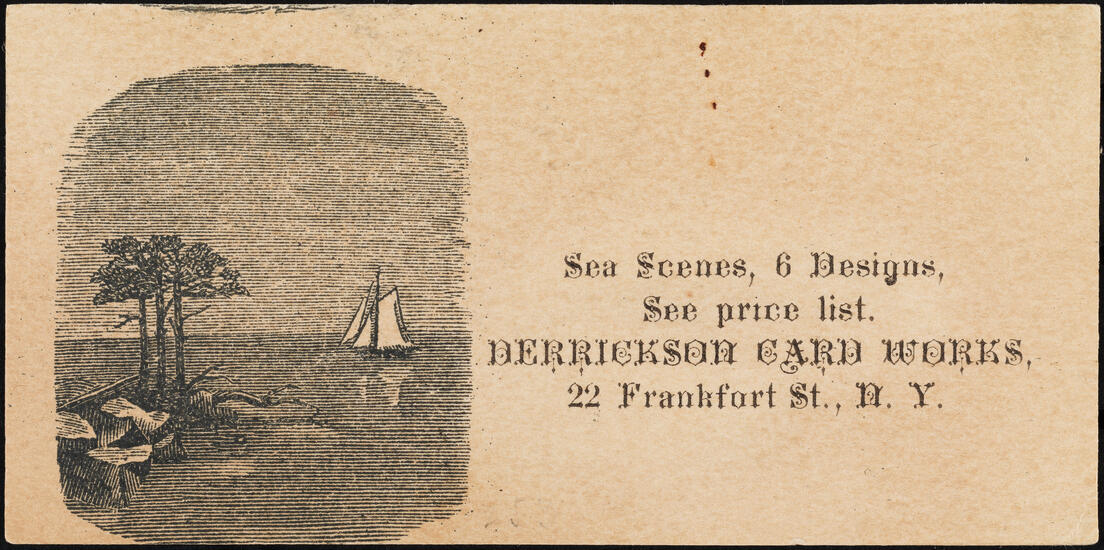 Sea Scenes, 6 Designs,
See price list.
DERRICKSON CARD WORKS,
22 Frankfort St., N. Y.